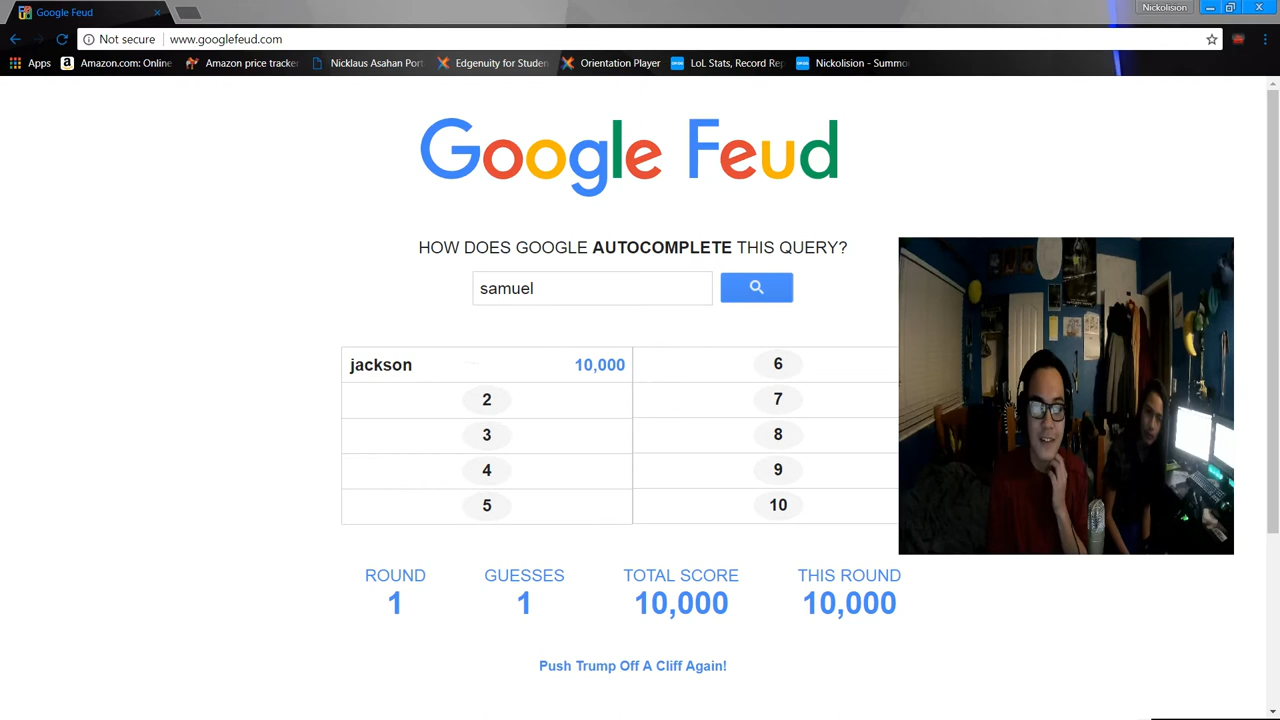 Google Feud
Nickolision
Not secure
www.googlefeud.com
Apps
Amazon.com: Online
Amazon price tracke
Nicklaus Asahan Port
Edgenuity for Studen
Orientation Player
LoL Stats, Record Rep
Nickolision - Summo
Google Feud
HOW DOES GOOGLE AUTOCOMPLETE THIS QUERY?
samuel
jackson 10,000
2
3
4
5
6
7
8
9
10
ROUND
1
GUESSES
1
TOTAL SCORE
10,000
THIS ROUND
10,000
Push Trump Off A Cliff Again!